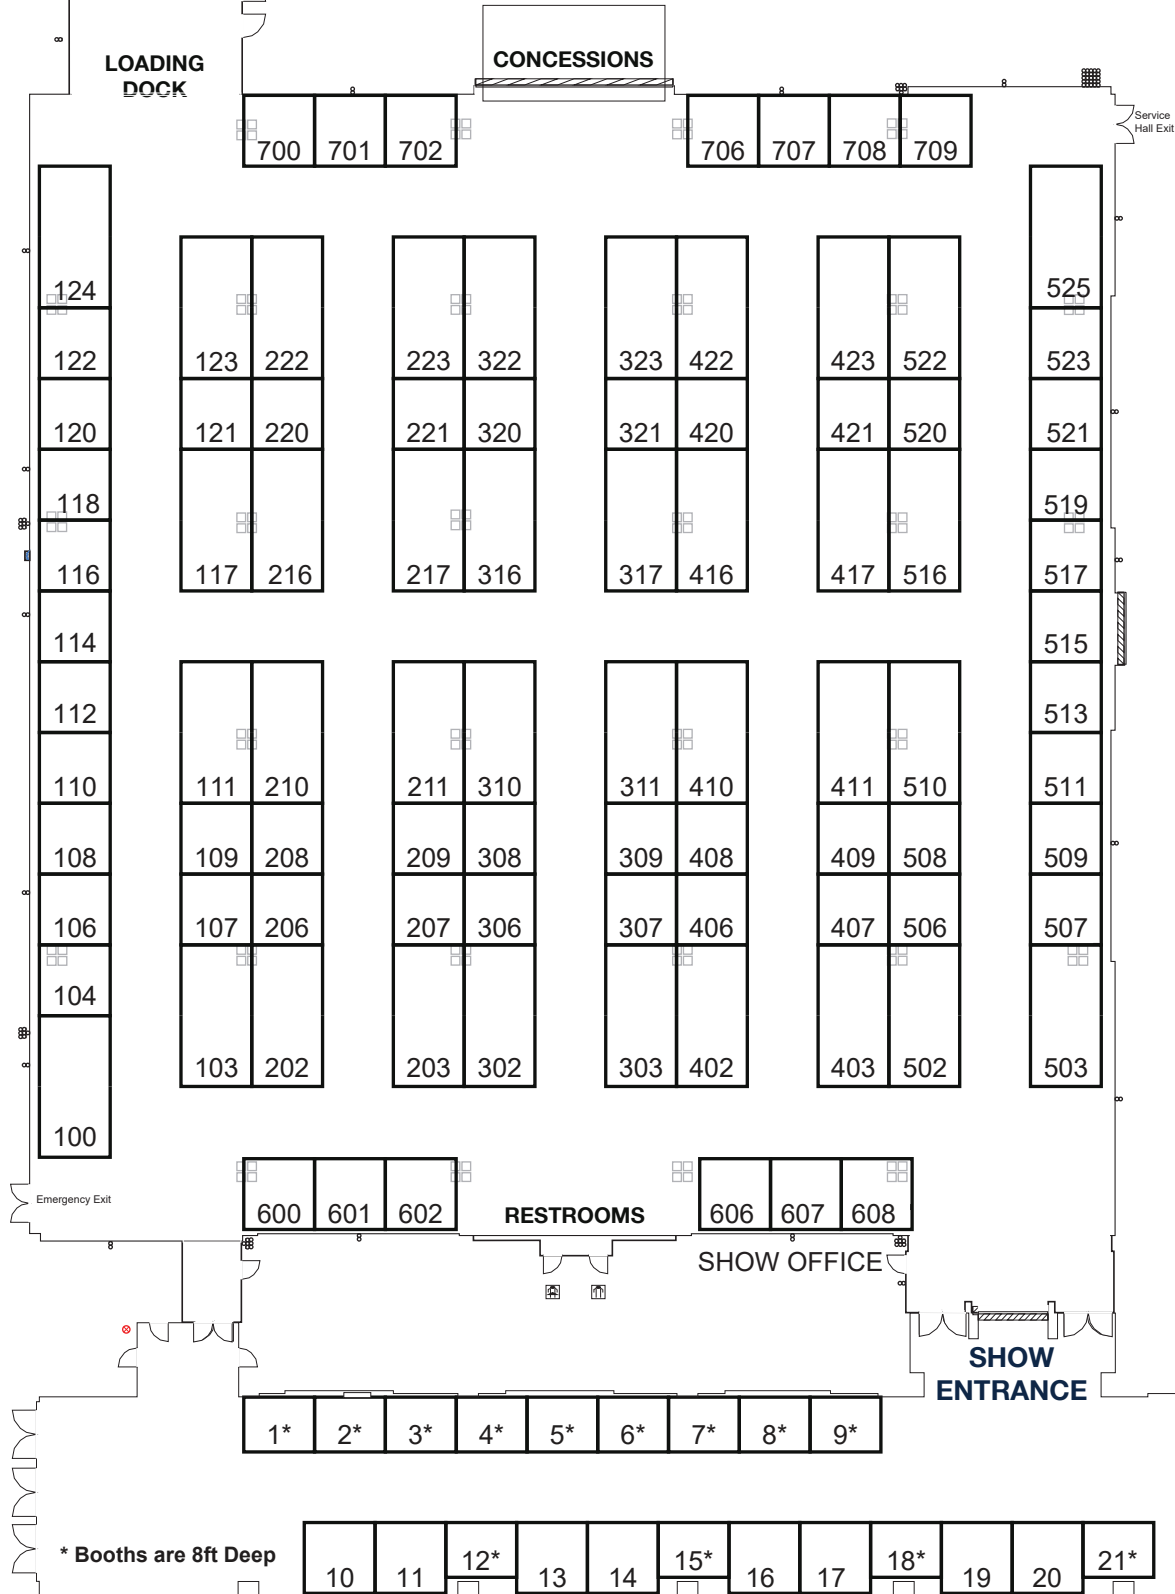 LOADING
DOCK
CONCESSIONS
Service
Hall Exit
700 701 702 706 707 708 709
124 525
122 123 222 223 322 323 422 423 522 523
120 121 220 221 320 321 420 421 520 521
118 519
116 117 216 217 316 317 416 417 516 517
114 515
112 513
110 111 210 211 310 311 410 411 510 511
108 109 208 209 308 309 408 409 508 509
106 107 206 207 306 307 406 407 506 507
104
103 202 203 302 303 402 403 502 503
100
Emergency Exit
600 601 602 RESTROOMS 606 607 608
SHOW OFFICE
SHOW
ENTRANCE
1* 2* 3* 4* 5* 6* 7* 8* 9*
* Booths are 8ft Deep
10 11 12* 13 14 15* 16 17 18* 19 20 21*